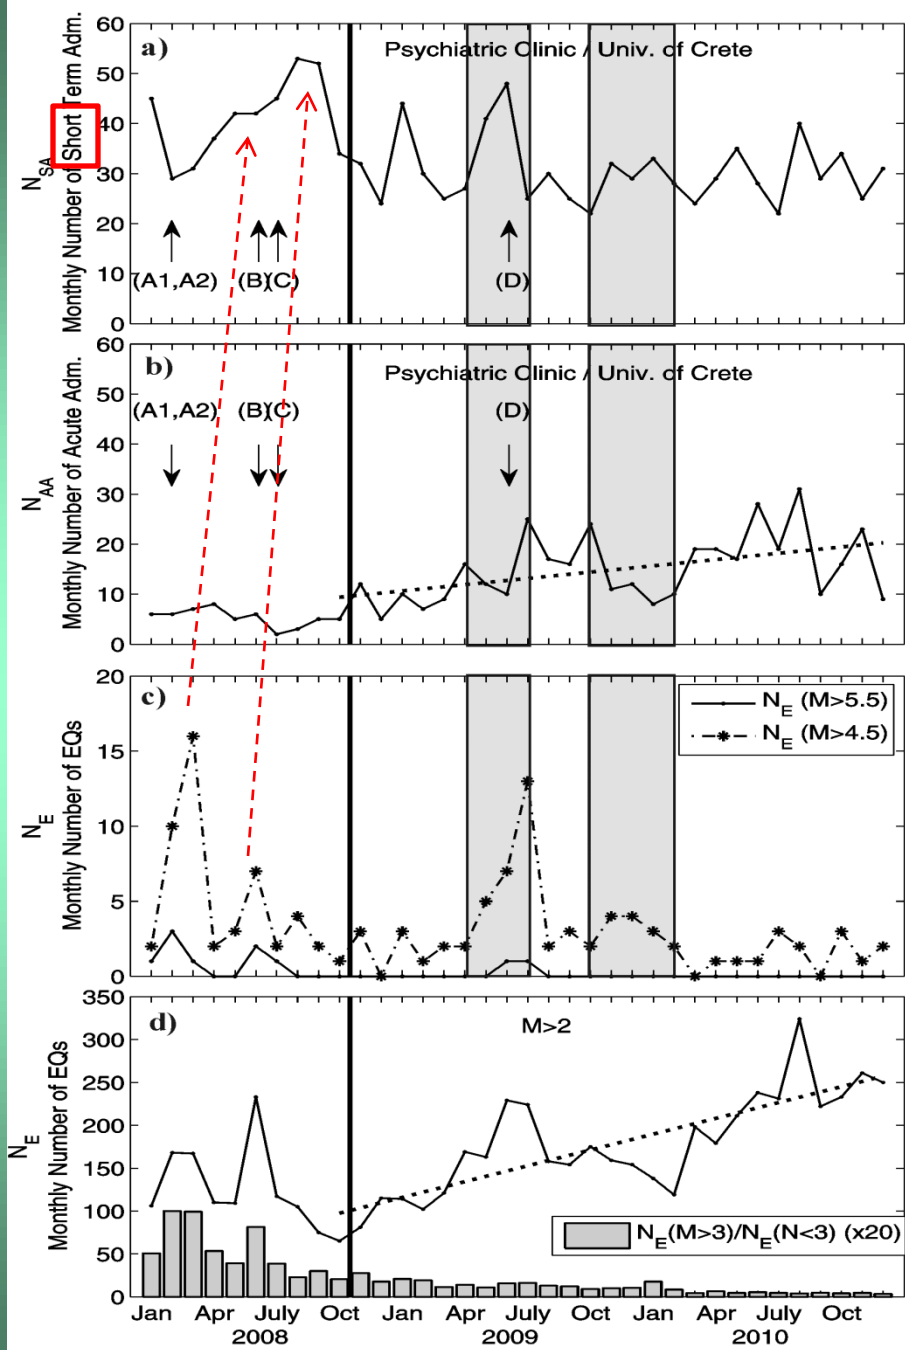 a)
Psychiatric Clinic / Univ. of Crete
N_SA
Monthly Number of Short Term Adm.
60
50
40
30
20
10
0
(A1,A2)
(B)
(C)
(D)
b)
Psychiatric Clinic / Univ. of Crete
N_AA
Monthly Number of Acute Adm.
60
50
40
30
20
10
0
(A1,A2)
(B)
(C)
(D)
c)
N_E
Monthly Number of EQs
20
15
10
5
0
N_E (M>5.5)
N_E (M>4.5)
d)
M>2
N_E
Monthly Number of EQs
350
300
250
200
150
100
50
0
N_E(M>3)/N_E(N<3) (x20)
Jan Apr July Oct Jan Apr July Oct Jan Apr July Oct
2008 2009 2010